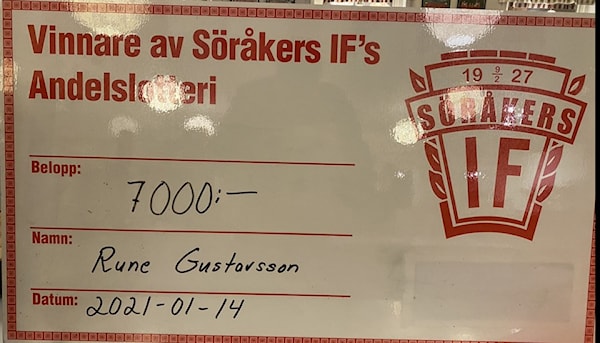 Vinnare av Söråkers IF's
Andelslotteri
19 9/2 27
SÖRÅKERS
IF
Belopp:
7000:-
Namn:
Rune Gustavsson
Datum: 2021-01-14